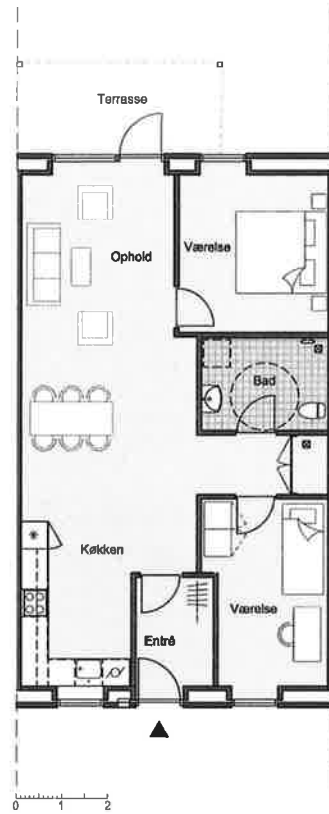 Terrasse
Ophold
Værelse
Bad
Køkken
Værelse
Entré
0 1 2